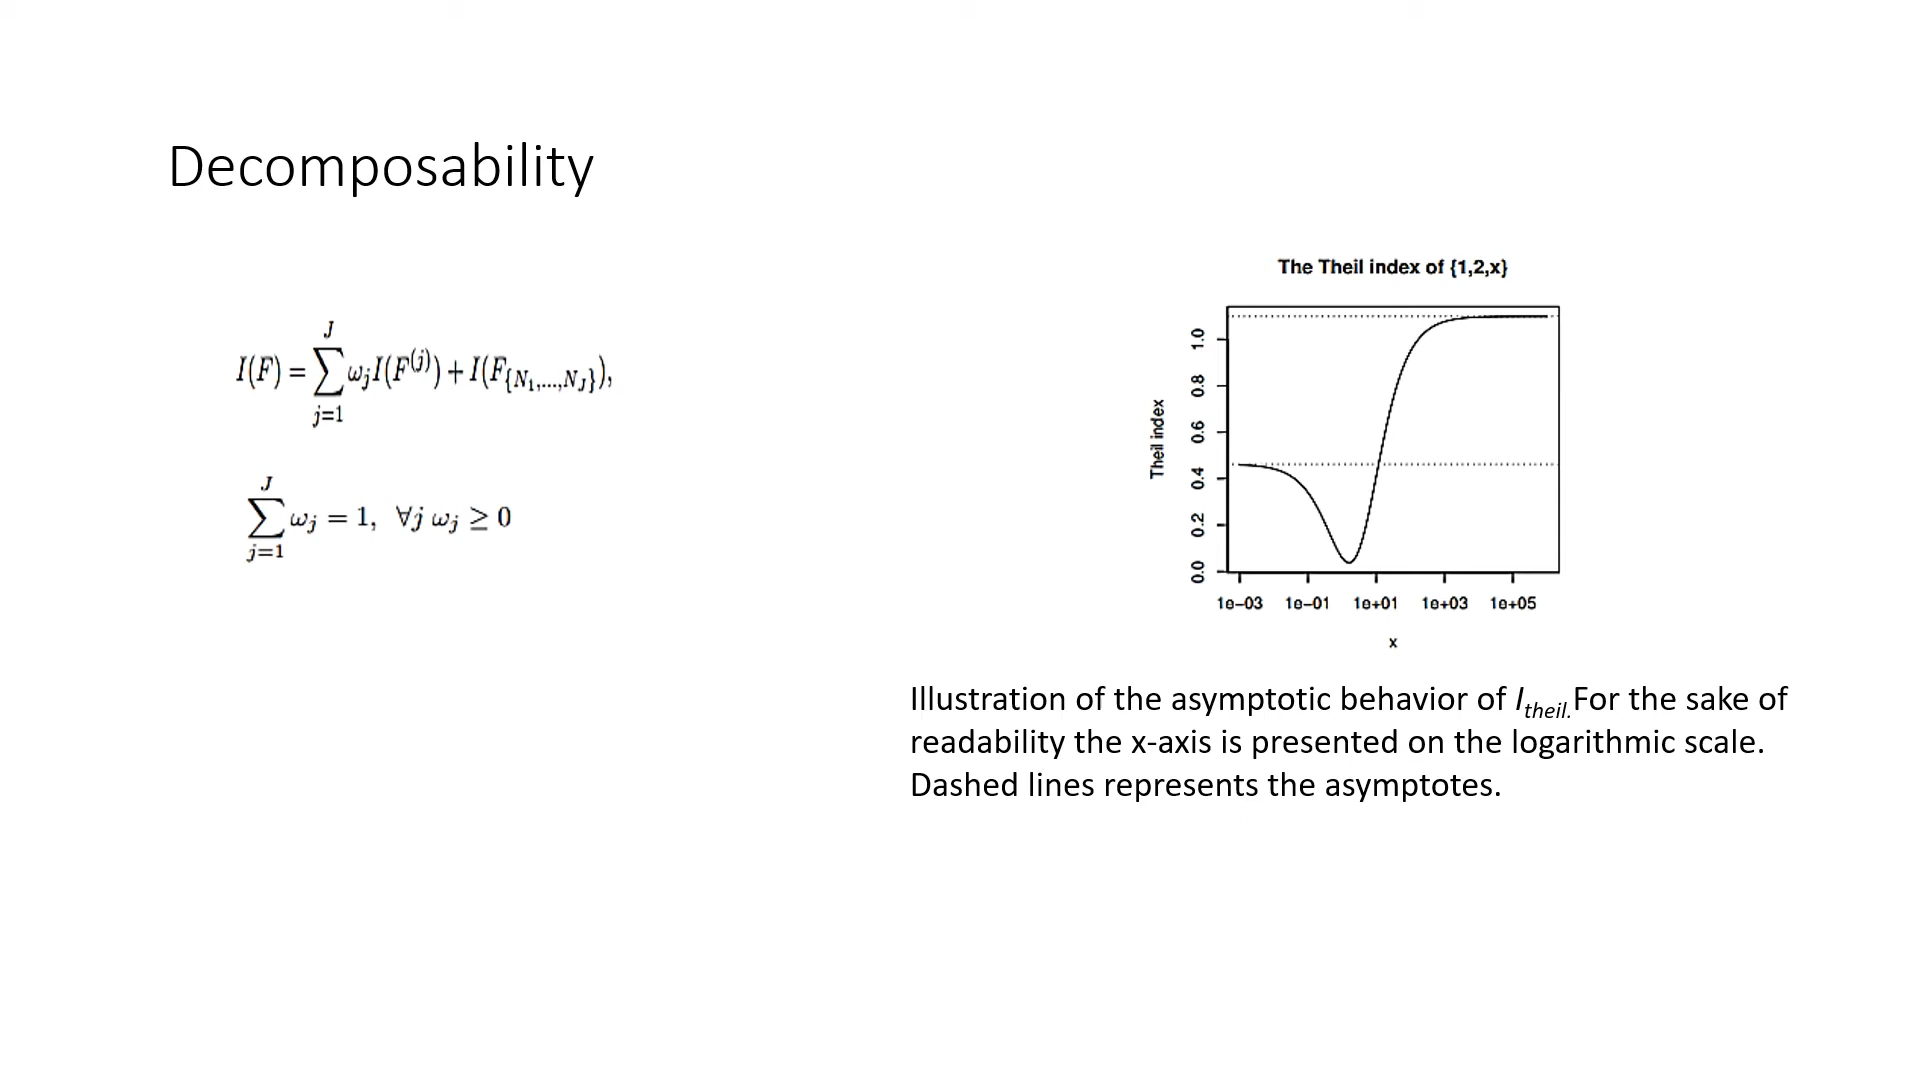 Decomposability
I(F) = ∑_{j=1}^{J} ω_j I(F^{(j)}) + I(F_{\{N_1,...,N_J\}}),
∑_{j=1}^{J} ω_j = 1, ∀j ω_j ≥ 0
The Theil index of {1,2,x}
Theil index
1.0
0.8
0.6
0.4
0.2
0.0
1e−03 1e−01 1e+01 1e+03 1e+05
x
Illustration of the asymptotic behavior of I_{theil.}For the sake of
readability the x-axis is presented on the logarithmic scale.
Dashed lines represents the asymptotes.